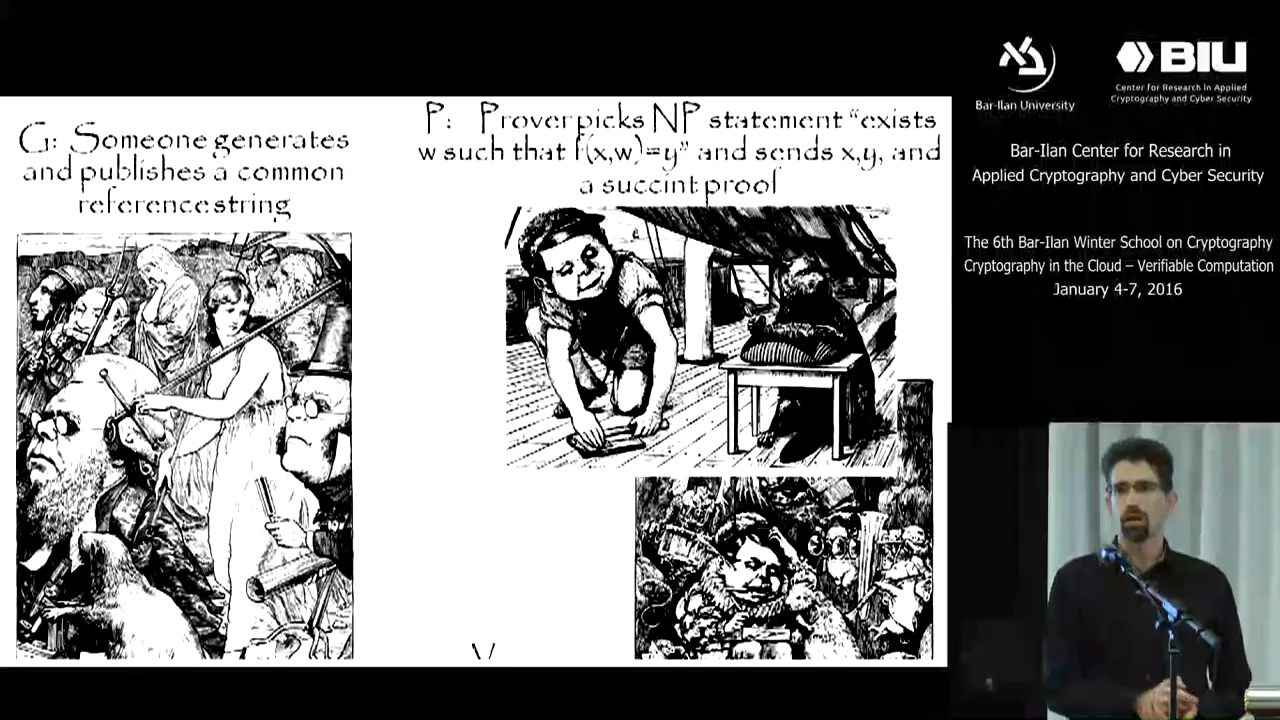 G: Someone generates
and publishes a common
reference string
P: Prover picks NP statement "exists
w such that f(x,w)=y" and sends x,y, and
a succint proof
V
Bar-Ilan University
BIU
Center for Research in Applied
Cryptography and Cyber Security
Bar-Ilan Center for Research in
Applied Cryptography and Cyber Security
The 6th Bar-Ilan Winter School on Cryptography
Cryptography in the Cloud – Verifiable Computation
January 4-7, 2016